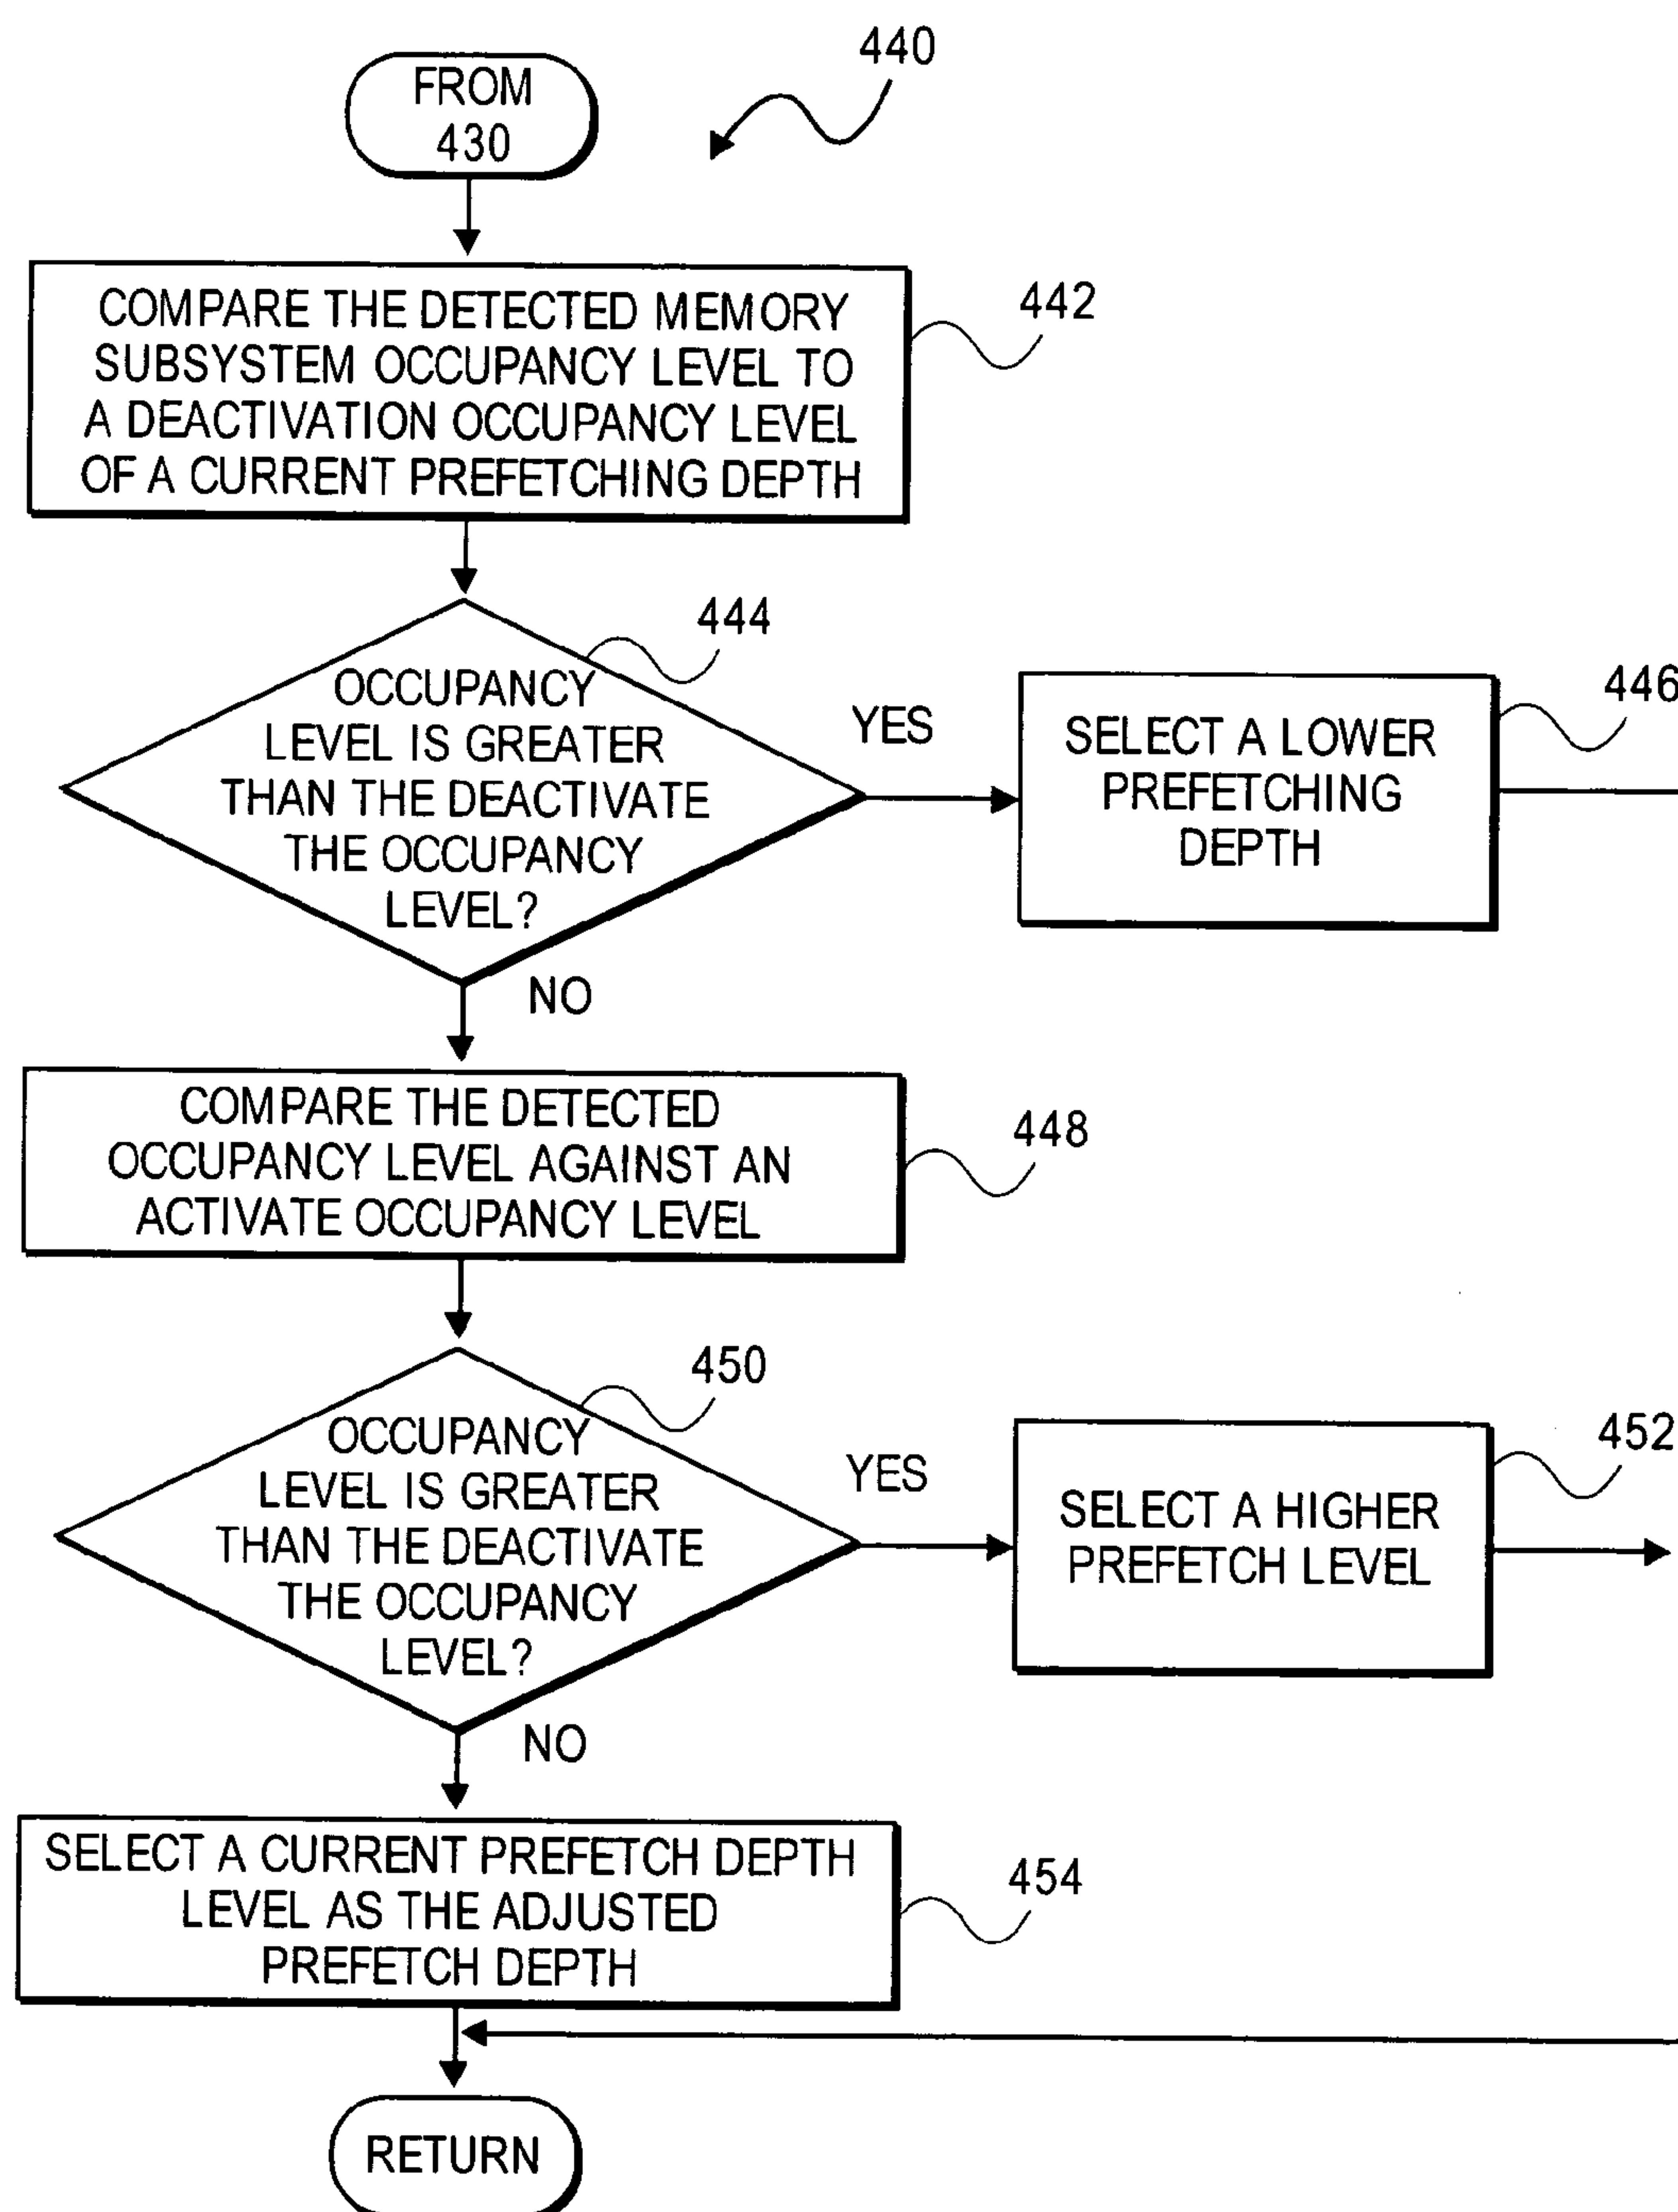 440
FROM
430
COMPARE THE DETECTED MEMORY
SUBSYSTEM OCCUPANCY LEVEL TO
A DEACTIVATION OCCUPANCY LEVEL
OF A CURRENT PREFETCHING DEPTH
442
444
OCCUPANCY
LEVEL IS GREATER
THAN THE DEACTIVATE
THE OCCUPANCY
LEVEL?
YES
SELECT A LOWER
PREFETCHING
DEPTH
446
NO
COMPARE THE DETECTED
OCCUPANCY LEVEL AGAINST AN
ACTIVATE OCCUPANCY LEVEL
448
450
OCCUPANCY
LEVEL IS GREATER
THAN THE DEACTIVATE
THE OCCUPANCY
LEVEL?
YES
SELECT A HIGHER
PREFETCH LEVEL
452
NO
SELECT A CURRENT PREFETCH DEPTH
LEVEL AS THE ADJUSTED
PREFETCH DEPTH
454
RETURN